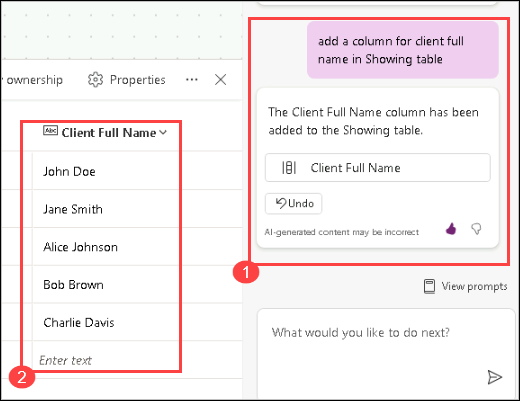 ownership
Properties
...
Abc Client Full Name
John Doe
Jane Smith
Alice Johnson
Bob Brown
Charlie Davis
Enter text
2
add a column for client full
name in Showing table
The Client Full Name column has been
added to the Showing table.
Client Full Name
Undo
AI-generated content may be incorrect
1
View prompts
What would you like to do next?